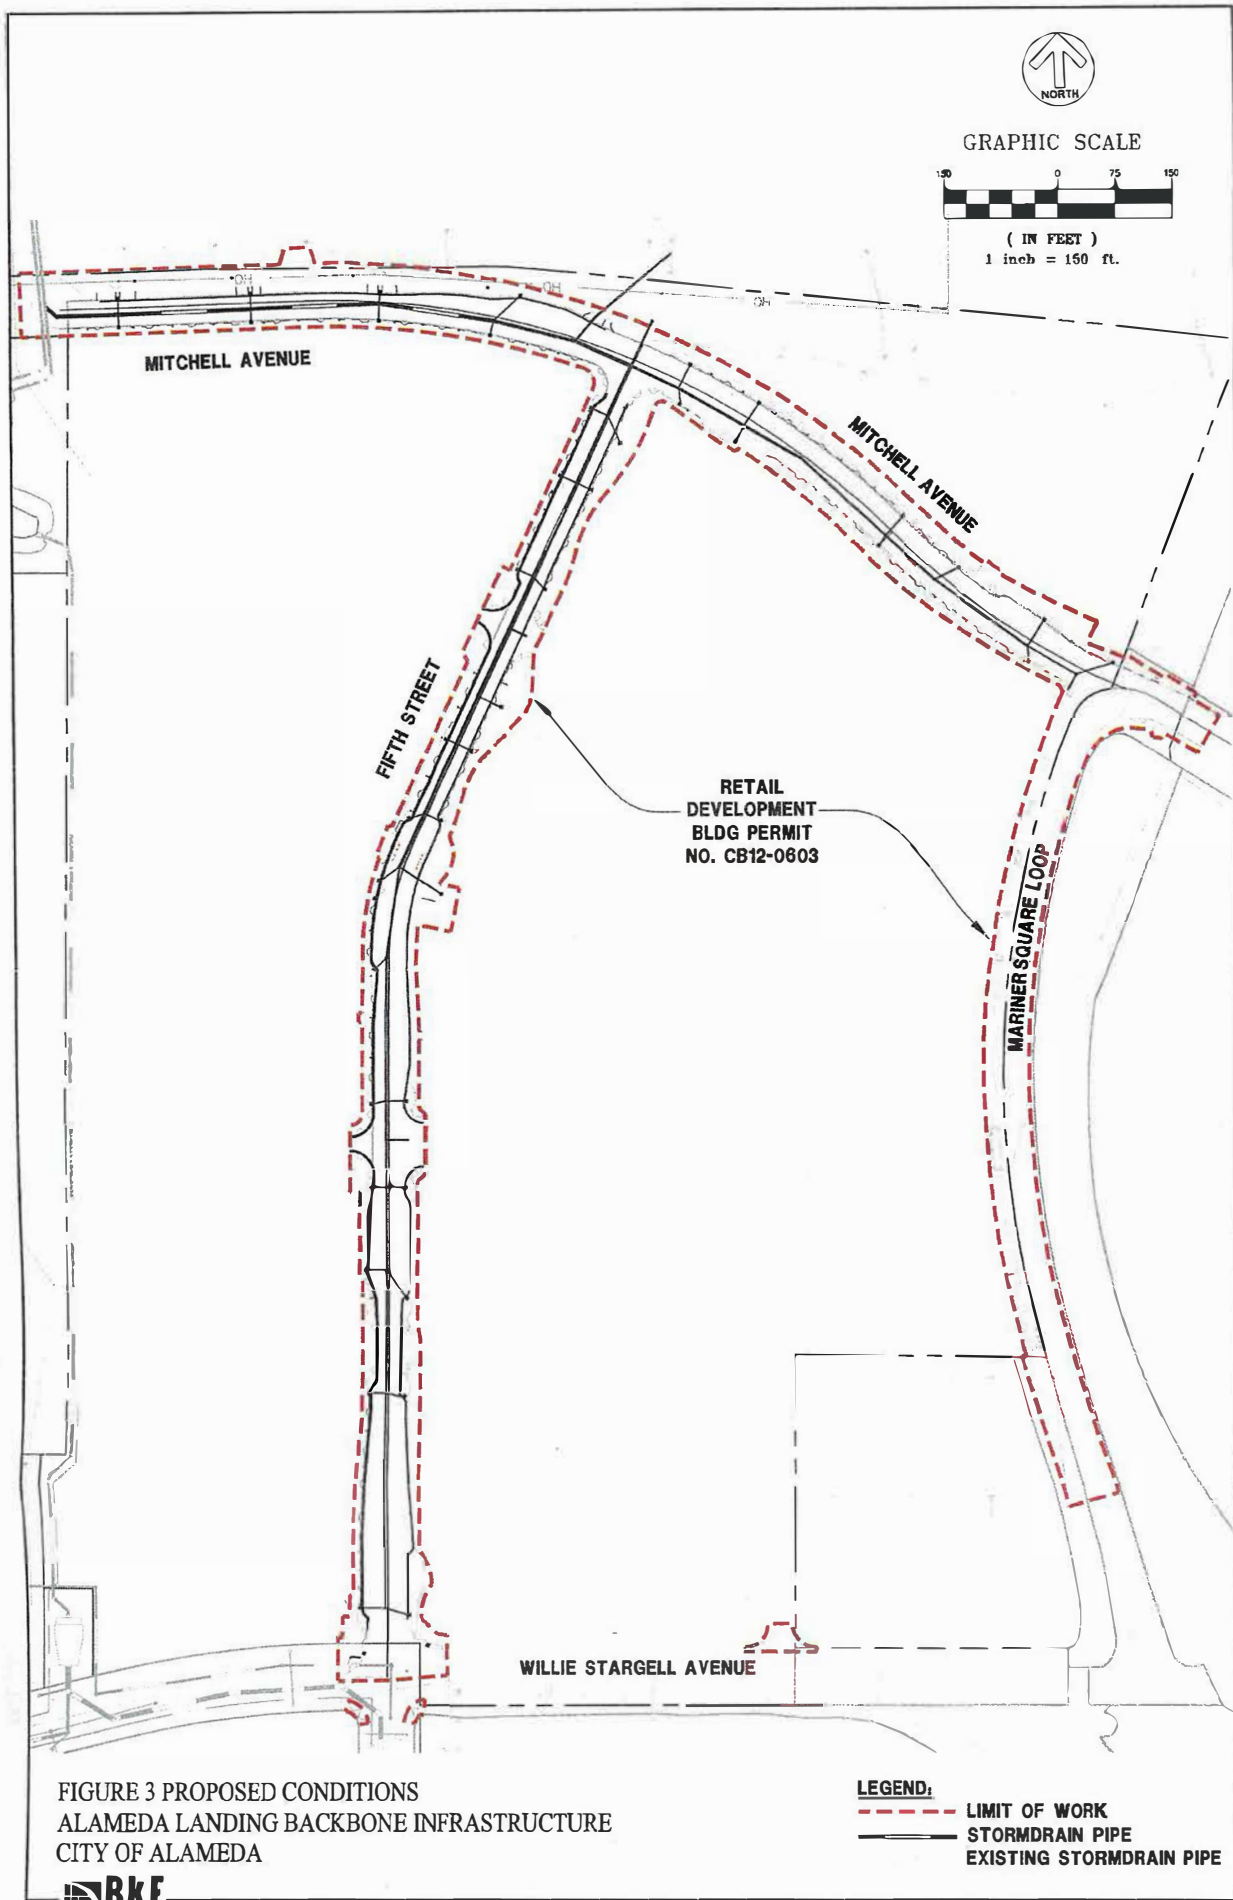 NORTH
GRAPHIC SCALE
150 0 75 150
( IN FEET )
1 inch = 150 ft.
OH
OH
OH
OH
MITCHELL AVENUE
MITCHELL AVENUE
FIFTH STREET
RETAIL
DEVELOPMENT
BLDG PERMIT
NO. CB12-0603
MARINER SQUARE LOOP
WILLIE STARGELL AVENUE
FIGURE 3 PROPOSED CONDITIONS
ALAMEDA LANDING BACKBONE INFRASTRUCTURE
CITY OF ALAMEDA
BKF
LEGEND:
LIMIT OF WORK
STORMDRAIN PIPE
EXISTING STORMDRAIN PIPE